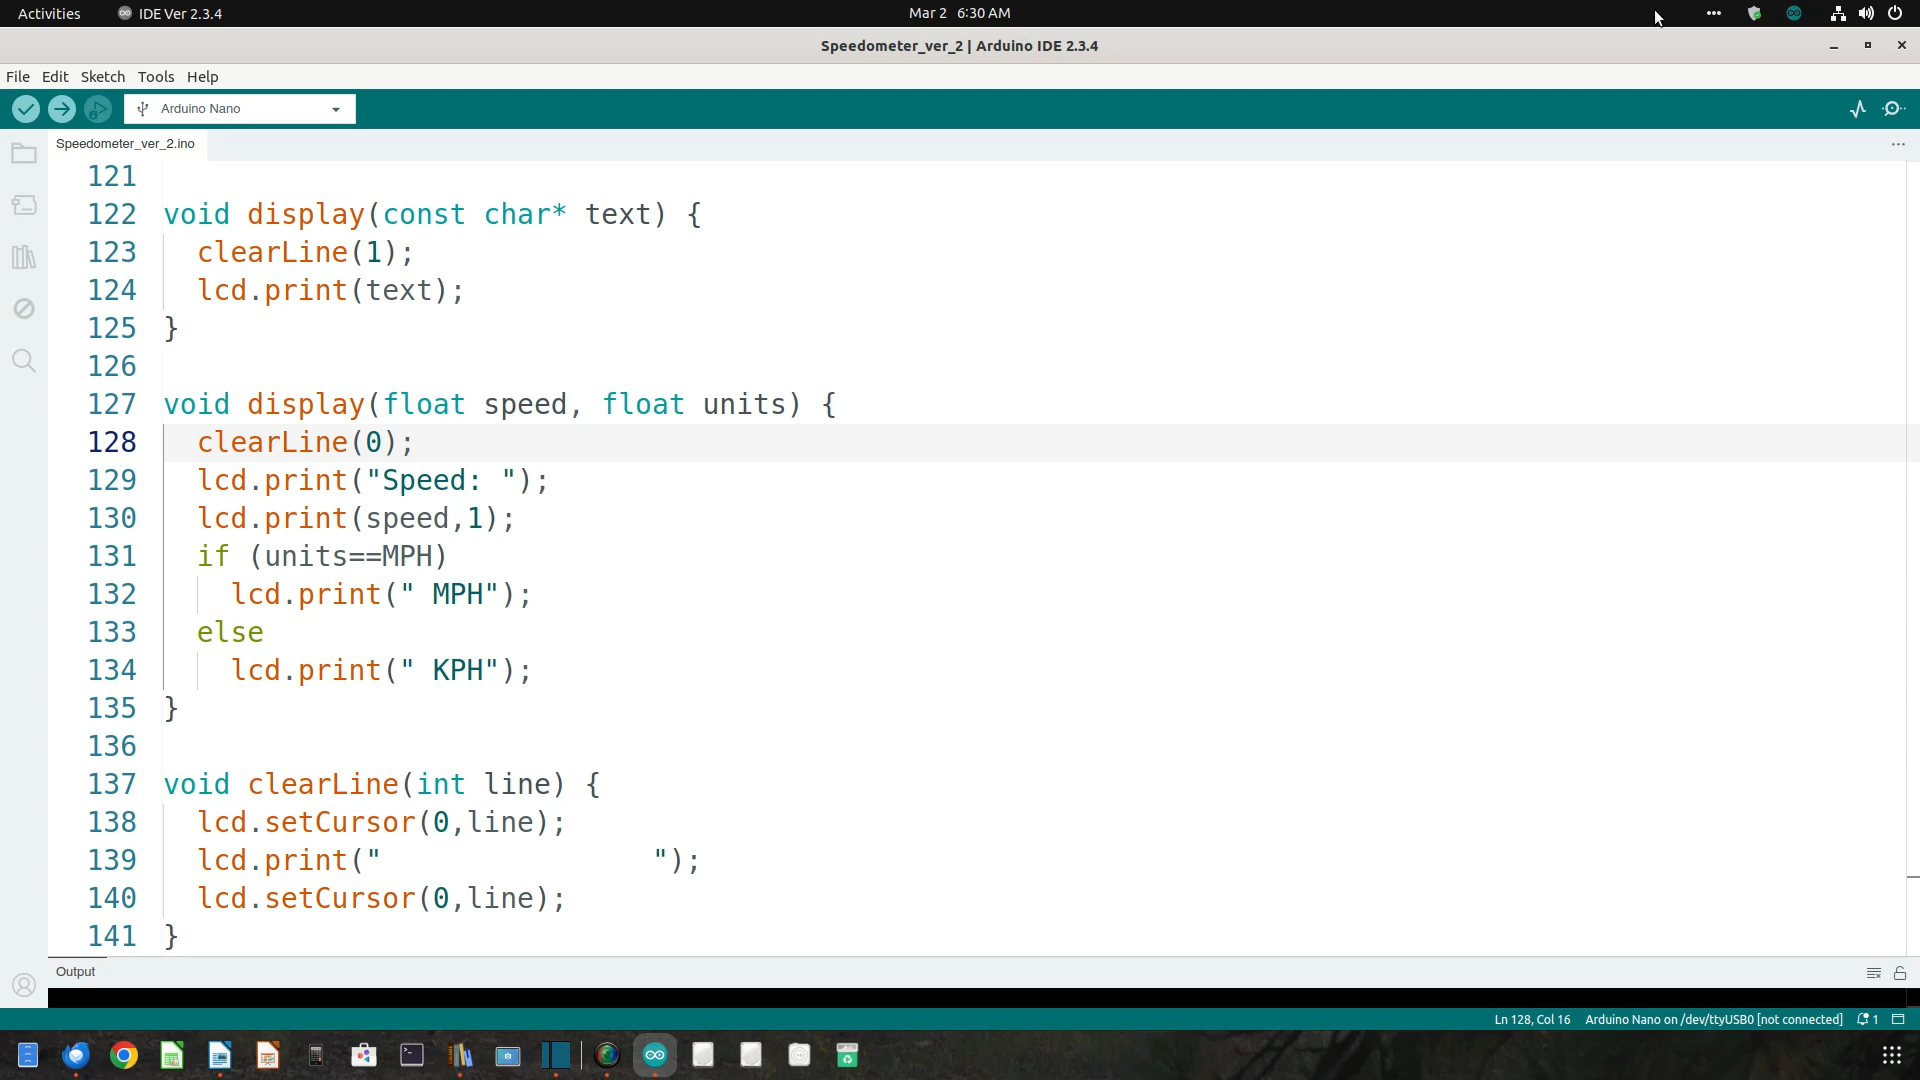 Activities IDE Ver 2.3.4 Mar 2 6:30 AM
Speedometer_ver_2 | Arduino IDE 2.3.4
File Edit Sketch Tools Help
Arduino Nano
Speedometer_ver_2.ino
121
122 void display(const char* text) {
123 clearLine(1);
124 lcd.print(text);
125 }
126
127 void display(float speed, float units) {
128 clearLine(0);
129 lcd.print("Speed: ");
130 lcd.print(speed,1);
131 if (units==MPH)
132 lcd.print(" MPH");
133 else
134 lcd.print(" KPH");
135 }
136
137 void clearLine(int line) {
138 lcd.setCursor(0,line);
139 lcd.print("                ");
140 lcd.setCursor(0,line);
141 }
Output
Ln 128, Col 16 Arduino Nano on /dev/ttyUSB0 [not connected] 1